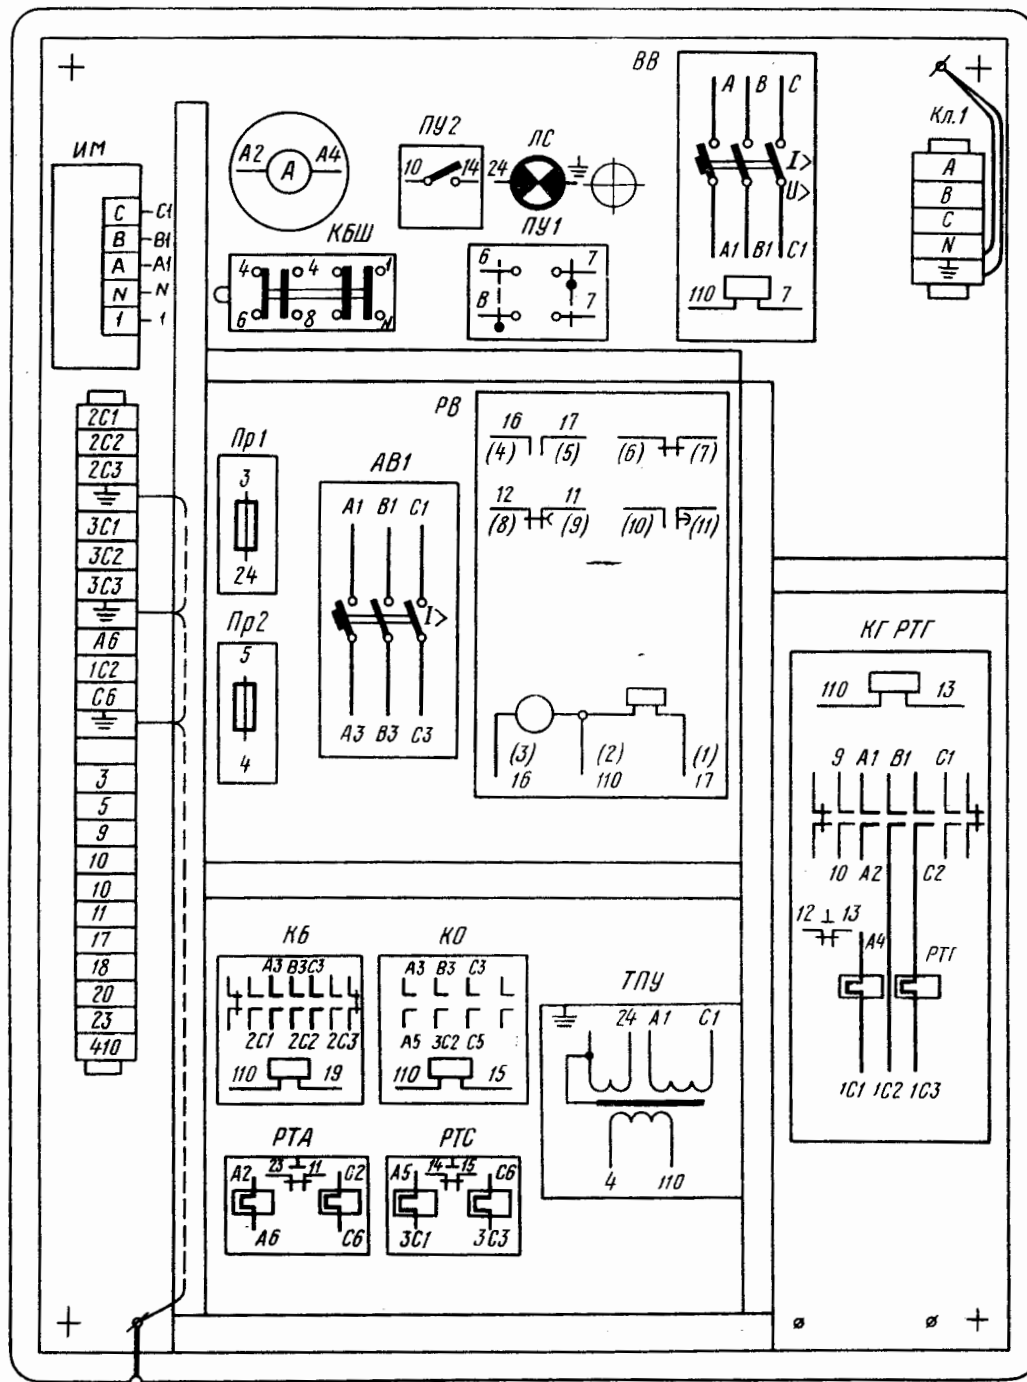 ВВ
A B C
I>
U>
A1 B1 C1
110 7
Кл.1
A
B
C
N
ИМ
C C1
B B1
A A1
N N
1 1
A2 A A4
ПУ2
10 14
ЛС
24
КБШ
4 4 1
6 8 N
ПУ1
6 7
8 7
2C1
2C2
2C3
3C1
3C2
3C3
A6
1C2
C6
3
5
9
10
10
11
17
18
20
23
410
Пр1
3
24
Пр2
5
4
АВ1
A1 B1 C1
I>
A3 B3 C3
РВ
16 17
(4) (5) (6) (7)
12 11
(8) (9) (10) (11)
(3) (2) (1)
16 110 17
КГ РТГ
110 13
9 A1 B1 C1
10 A2 C2
12 13
A4 РТГ
1C1 1C2 1C3
КБ
A3 B3 C3
2C1 2C2 2C3
110 19
КО
A3 B3 C3
A5 3C2 C5
110 15
ТПУ
24 A1 C1
4 110
РТА
A2 23 11 C2
A6 C6
РТС
A5 14 15 C6
3C1 3C3